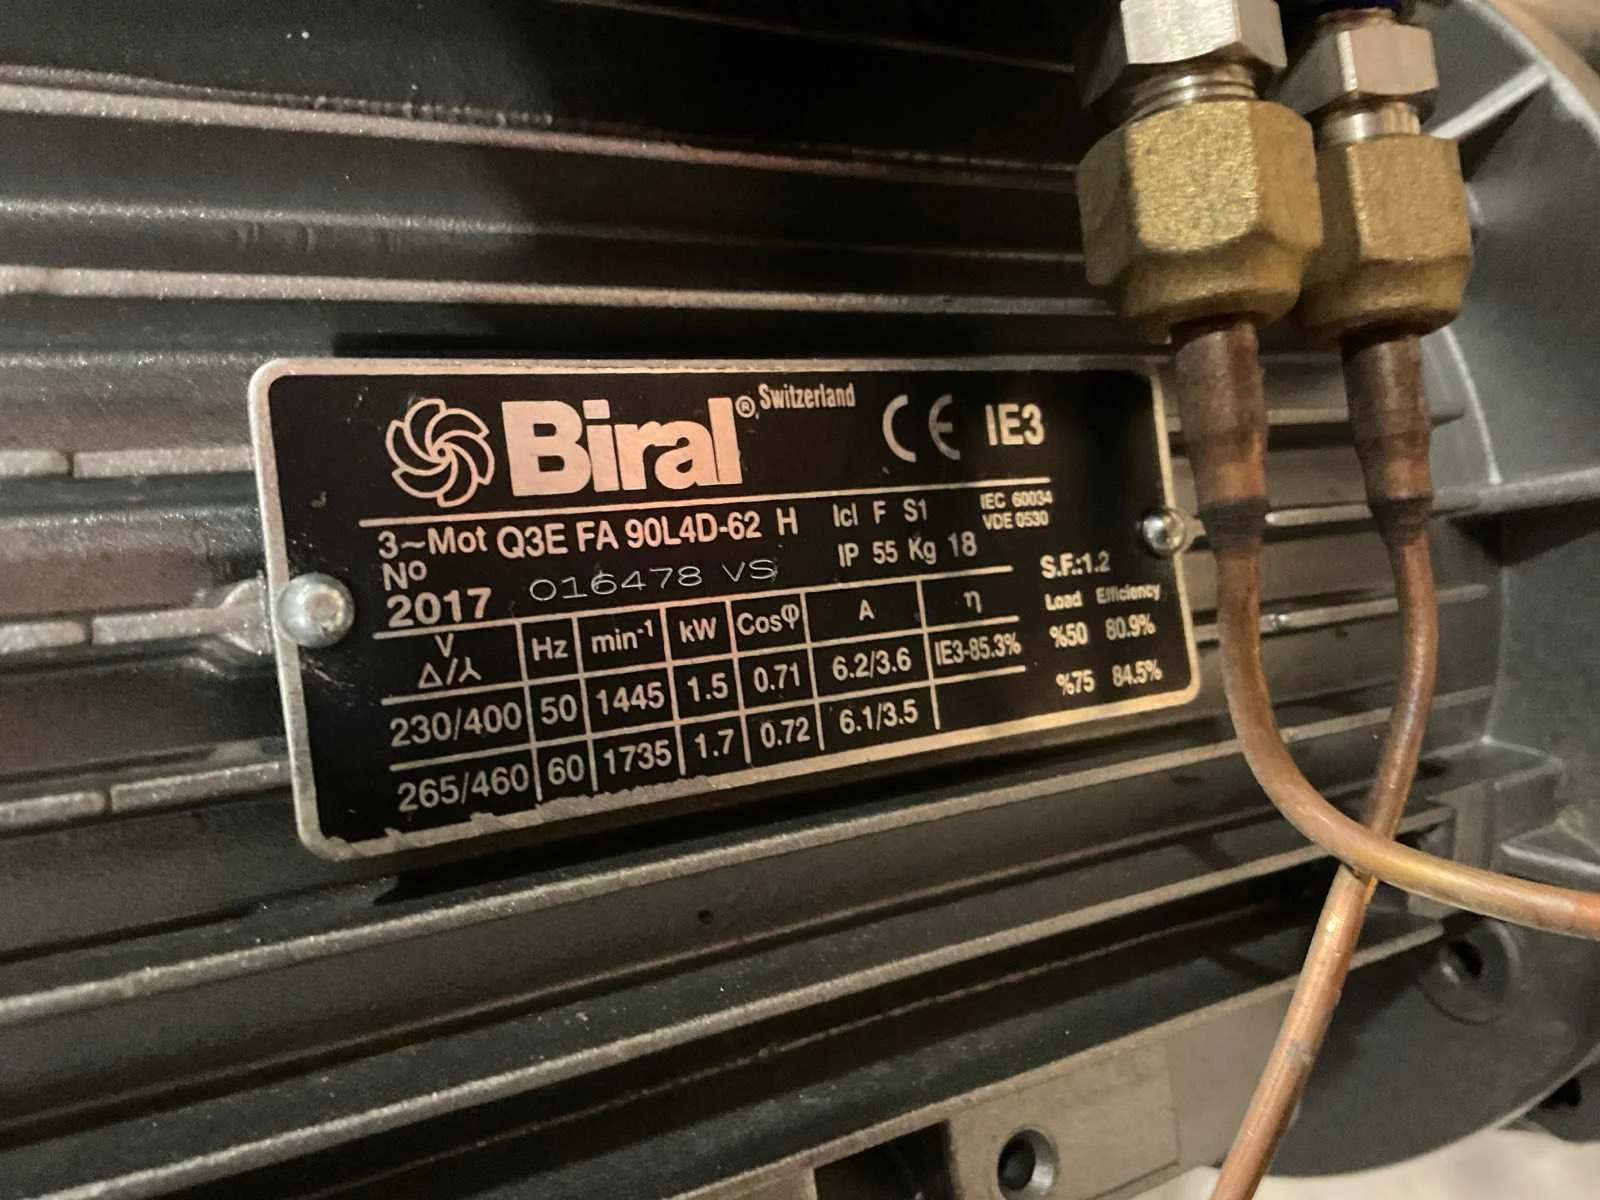 Biral® Switzerland CE IE3
3~Mot Q3E FA 90L4D-62 H Icl F S1 IEC 60034
VDE 0530
No 016478 VS IP 55 Kg 18
2017 S.F.:1.2
V Δ/⅄ Hz min-1 kW Cosφ A η Load Efficiency
230/400 50 1445 1.5 0.71 6.2/3.6 IE3-85.3% %50 80.9%
265/460 60 1735 1.7 0.72 6.1/3.5 %75 84.5%